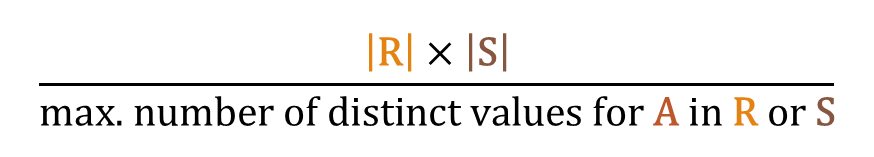 |R| × |S|
max. number of distinct values for A in R or S